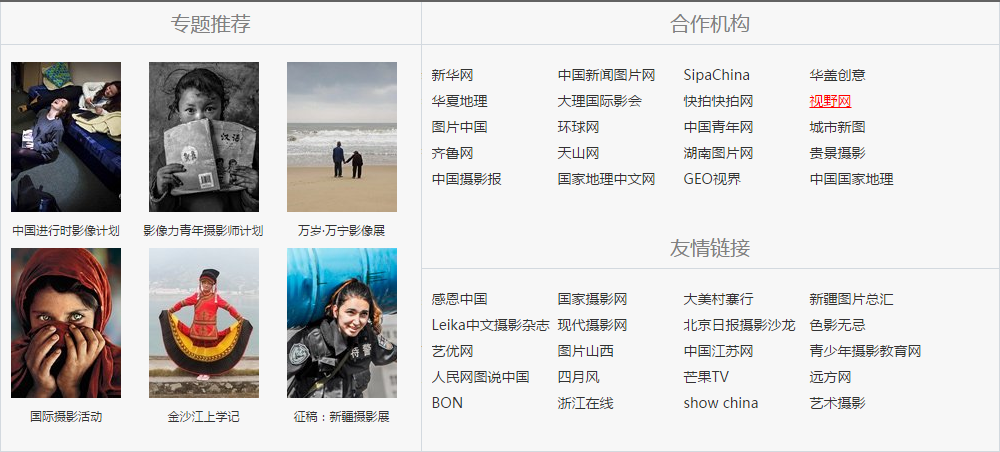 专题推荐
中国进行时影像计划
影像力青年摄影师计划
万岁·万宁影像展
国际摄影活动
金沙江上学记
征稿：新疆摄影展
汉语
特警
合作机构
新华网 中国新闻图片网 SipaChina 华盖创意
华夏地理 大理国际影会 快拍快拍网 视野网
图片中国 环球网 中国青年网 城市新图
齐鲁网 天山网 湖南图片网 贵景摄影
中国摄影报 国家地理中文网 GEO视界 中国国家地理
友情链接
感恩中国 国家摄影网 大美村寨行 新疆图片总汇
Leika中文摄影杂志 现代摄影网 北京日报摄影沙龙 色影无忌
艺优网 图片山西 中国江苏网 青少年摄影教育网
人民网图说中国 四月风 芒果TV 远方网
BON 浙江在线 show china 艺术摄影